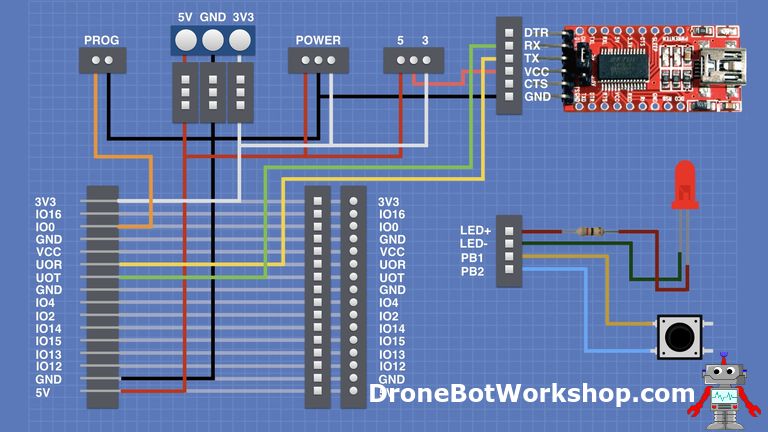 5V GND 3V3
PROG
POWER
5 3
DTR
RX
TX
VCC
CTS
GND
3V3
IO16
IO0
GND
VCC
UOR
UOT
GND
IO4
IO2
IO14
IO15
IO13
IO12
GND
5V
3V3
IO16
IO0
GND
VCC
UOR
UOT
GND
IO4
IO2
IO14
IO15
IO13
IO12
GND
LED+
LED-
PB1
PB2
DroneBotWorkshop.com